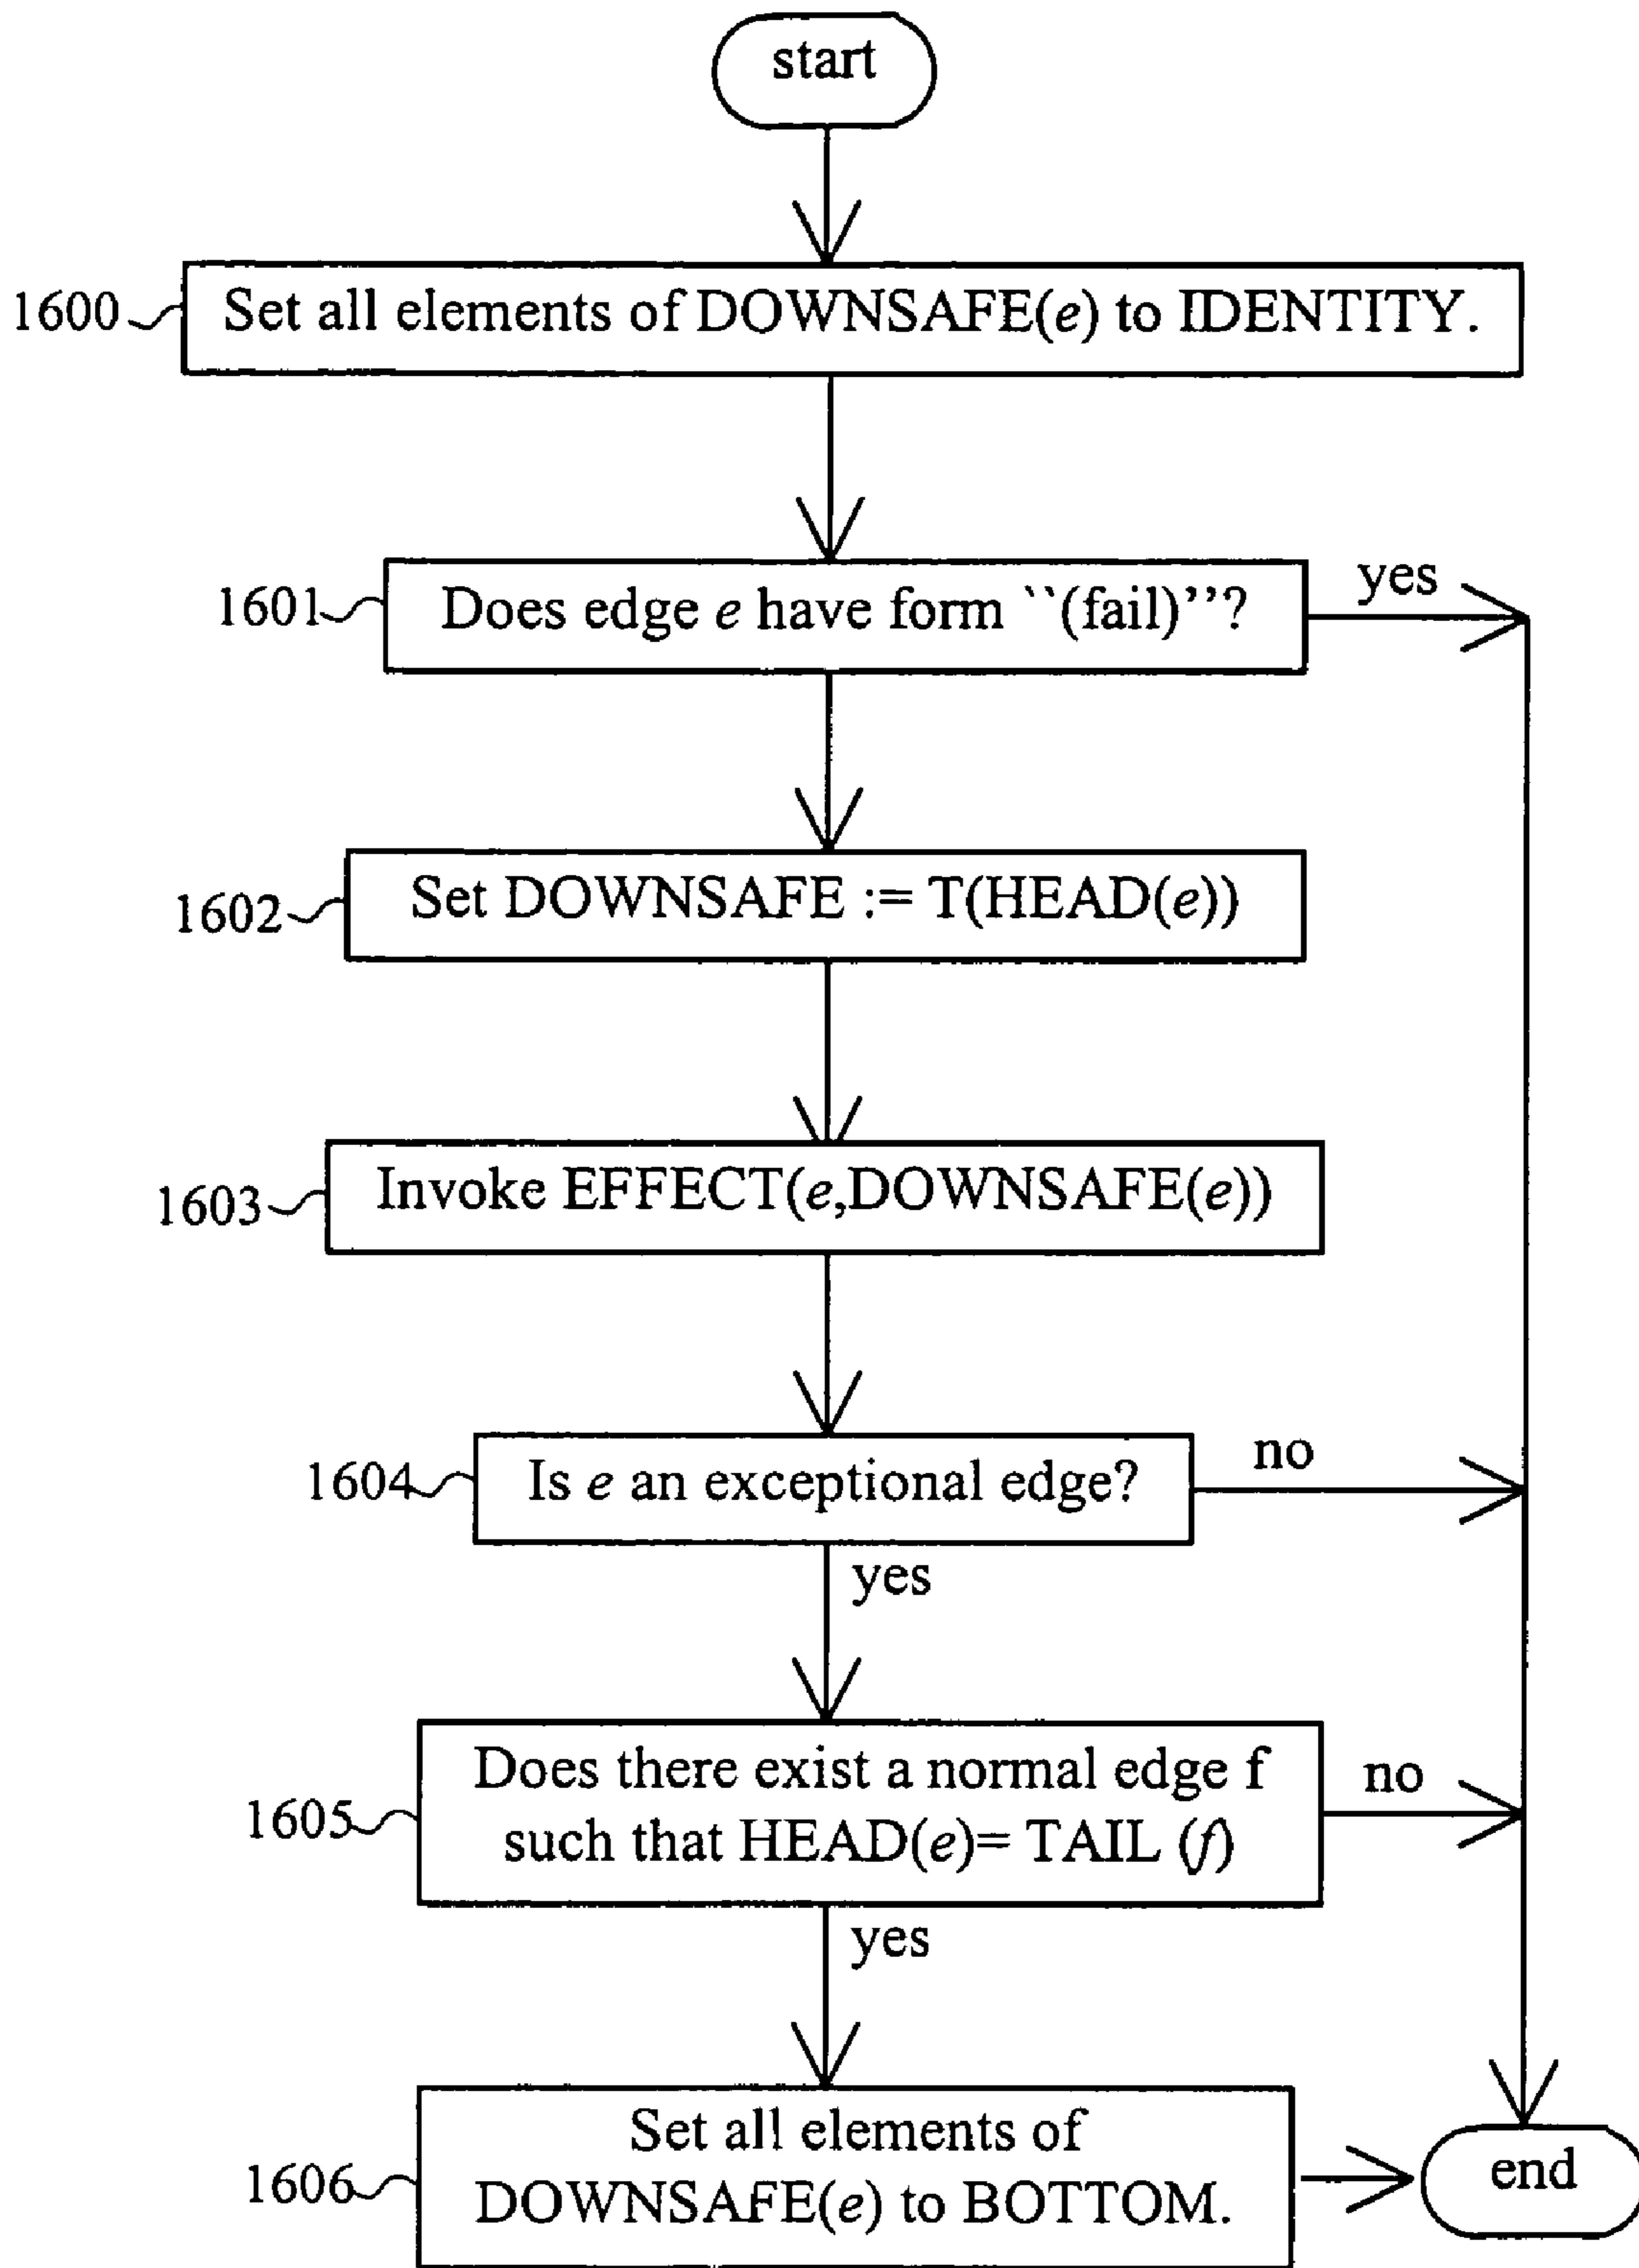 start
1600
Set all elements of DOWNSAFE(e) to IDENTITY.
1601
Does edge e have form ``(fail)''?
yes
1602
Set DOWNSAFE := T(HEAD(e))
1603
Invoke EFFECT(e,DOWNSAFE(e))
1604
Is e an exceptional edge?
no
yes
1605
Does there exist a normal edge f
such that HEAD(e)= TAIL (f)
no
yes
1606
Set all elements of
DOWNSAFE(e) to BOTTOM.
end